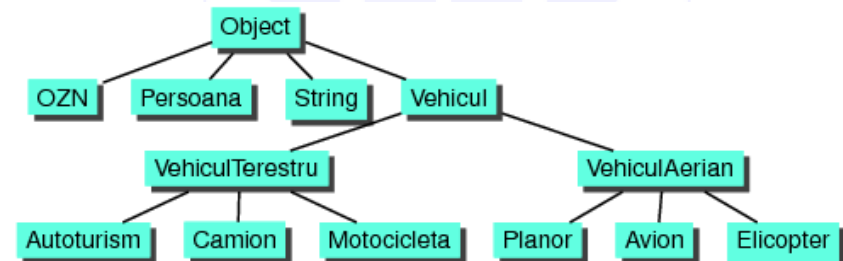 Object
OZN Persoana String Vehicul
VehiculTerestru VehiculAerian
Autoturism Camion Motocicleta Planor Avion Elicopter